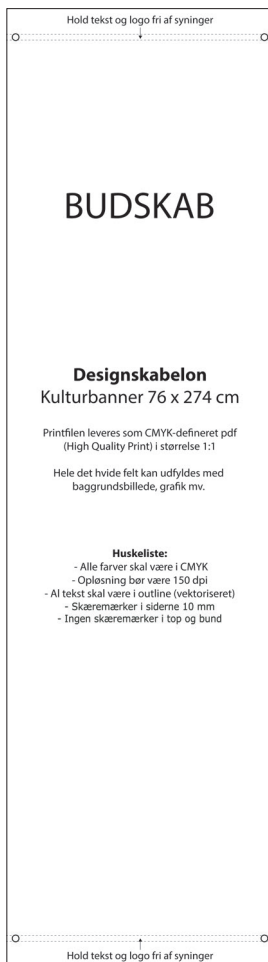 Hold tekst og logo fri af syninger
BUDSKAB
Designskabelon
Kulturbanner 76 x 274 cm
Printfilen leveres som CMYK-defineret pdf
(High Quality Print) i størrelse 1:1
Hele det hvide felt kan udfyldes med
baggrundsbillede, grafik mv.
Huskeliste:
- Alle farver skal være i CMYK
- Opløsning bør være 150 dpi
- Al tekst skal være i outline (vektoriseret)
- Skæremærker i siderne 10 mm
- Ingen skæremærker i top og bund
Hold tekst og logo fri af syninger